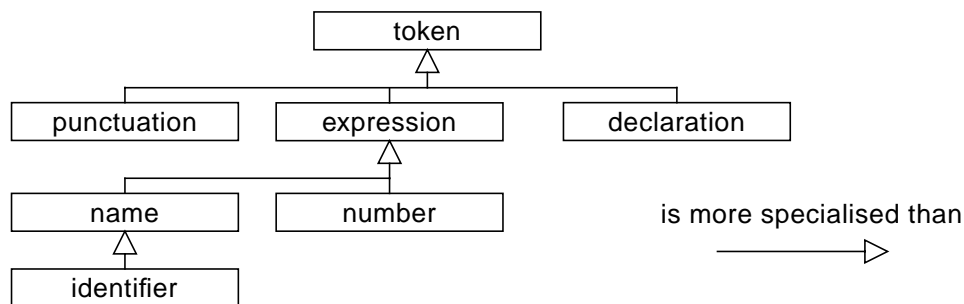 token
punctuation
expression
declaration
name
number
is more specialised than
identifier